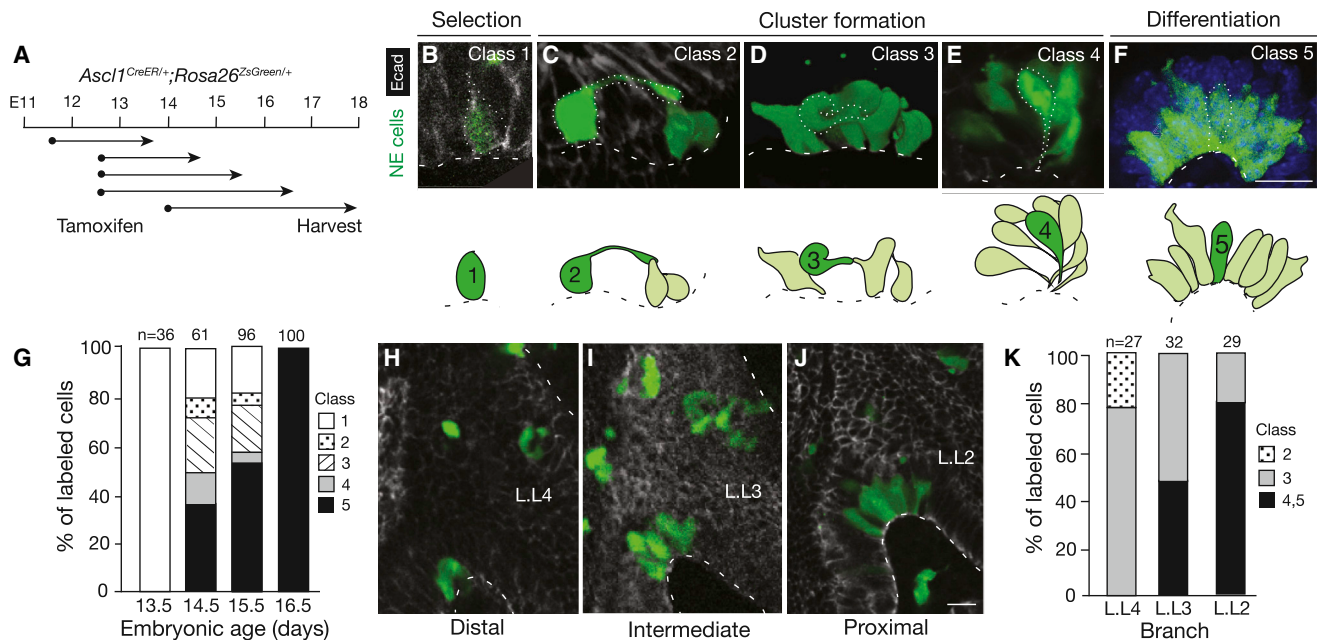 Selection
Cluster formation
Differentiation
A
Ascl1CreER/+;Rosa26ZsGreen/+
E11 12 13 14 15 16 17 18
Tamoxifen
Harvest
NE cells
Ecad
B
Class 1
C
Class 2
D
Class 3
E
Class 4
F
Class 5
1
2
3
4
5
G
n=36 61 96 100
100
80
60
40
20
0
% of labeled cells
13.5 14.5 15.5 16.5
Embryonic age (days)
Class
1
2
3
4
5
H
L.L4
Distal
I
L.L3
Intermediate
J
L.L2
Proximal
K
n=27 32 29
100
80
60
40
20
0
% of labeled cells
L.L4 L.L3 L.L2
Branch
Class
2
3
4,5